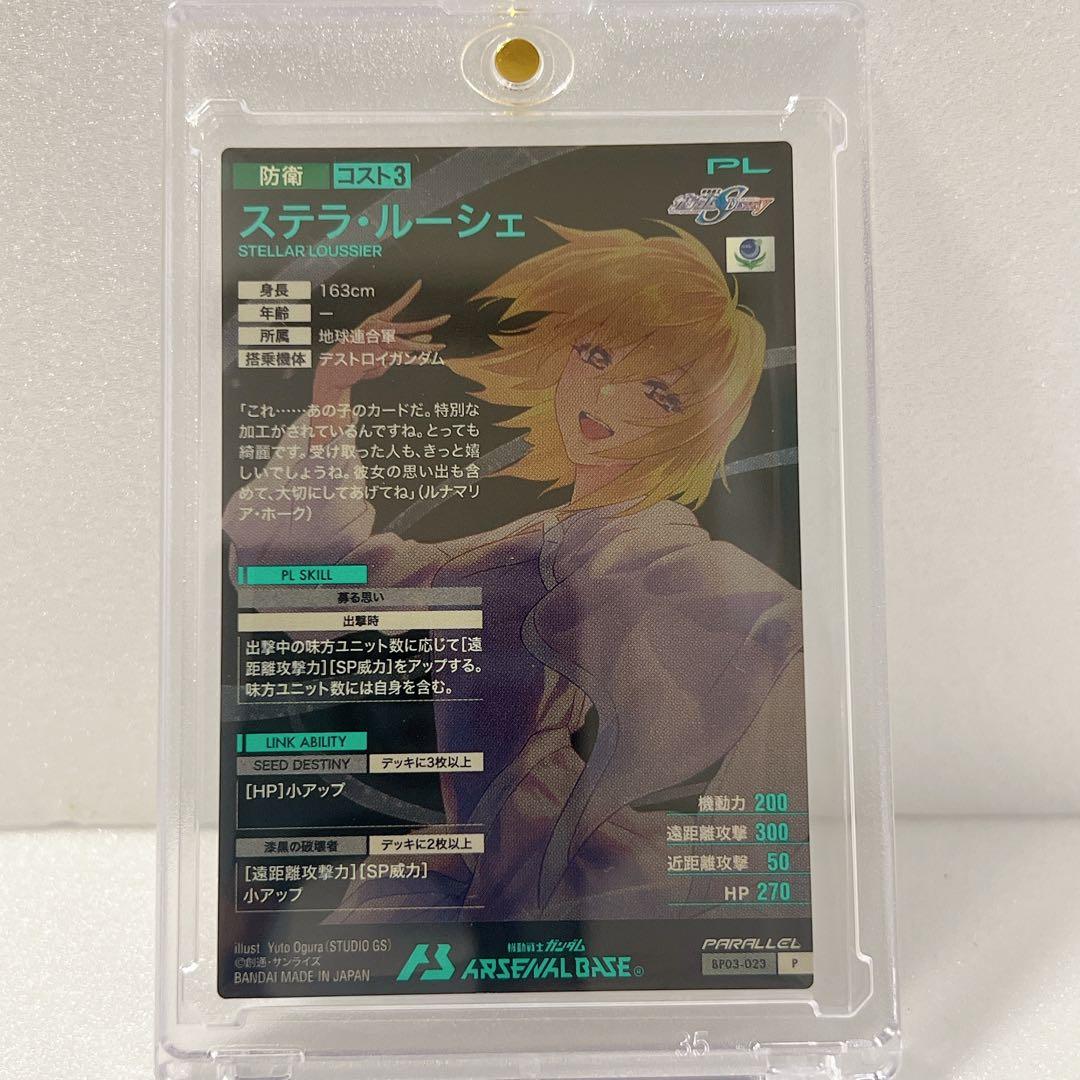 防衛 コスト3
PL
ステラ・ルーシェ
STELLAR LOUSSIER
身長 163cm
年齢 ー
所属 地球連合軍
搭乗機体 デストロイガンダム
「これ……あの子のカードだ。特別な
加工がされているんですね。とっても
綺麗です。受け取った人も、きっと嬉
しいでしょうね。彼女の思い出も含
めて、大切にしてあげてね」(ルナマリ
ア・ホーク)
PL SKILL
募る思い
出撃時
出撃中の味方ユニット数に応じて[遠
距離攻撃力][SP威力]をアップする。
味方ユニット数には自身を含む。
LINK ABILITY
SEED DESTINY デッキに3枚以上
[HP]小アップ
漆黒の破壊者 デッキに2枚以上
[遠距離攻撃力][SP威力]
小アップ
機動力 200
遠距離攻撃 300
近距離攻撃 50
HP 270
illust Yuto Ogura(STUDIO GS)
©創通・サンライズ
BANDAI MADE IN JAPAN
機動戦士ガンダム
ARSENAL BASE®
PARALLEL
BP03-023 P
35